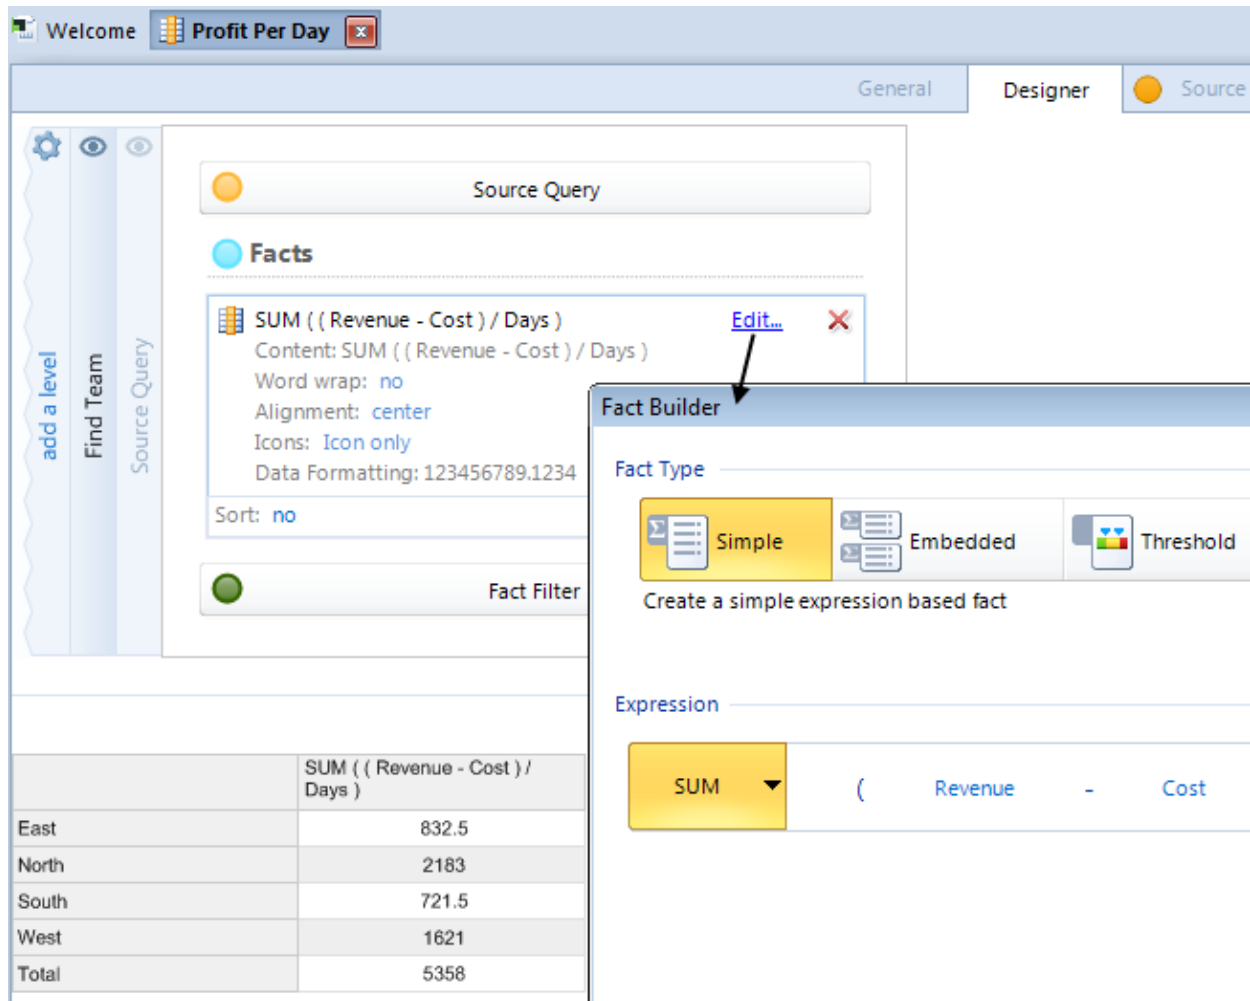 Welcome
Profit Per Day
General
Designer
Source
Source Query
Facts
SUM ( ( Revenue - Cost ) / Days )
Edit...
Content: SUM ( ( Revenue - Cost ) / Days )
Word wrap: no
Alignment: center
Icons: Icon only
Data Formatting: 123456789.1234
Sort: no
Fact Filter
add a level
Find Team
Source Query
Fact Builder
Fact Type
Simple
Embedded
Threshold
Create a simple expression based fact
Expression
SUM ( Revenue - Cost
SUM ( ( Revenue - Cost ) /
Days )
East 832.5
North 2183
South 721.5
West 1621
Total 5358